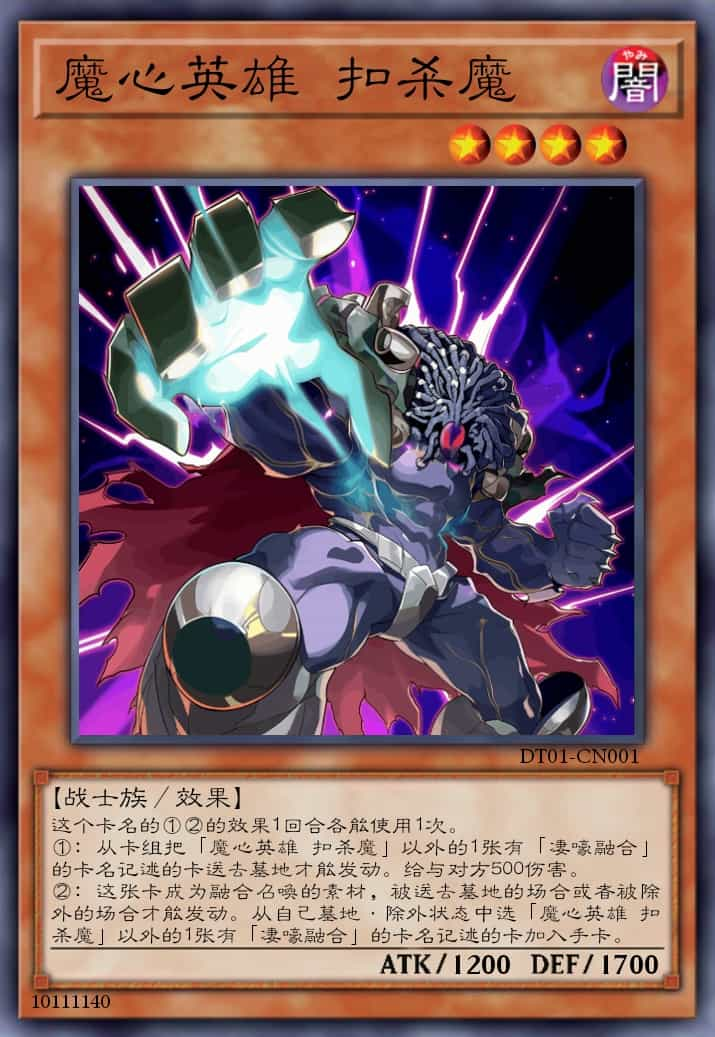 魔心英雄 扣杀魔
やみ
闇
DT01-CN001
【战士族／效果】
这个卡名的①②的效果1回合各能使用1次。
①：从卡组把「魔心英雄 扣杀魔」以外的1张有「凄嚎融合」
的卡名记述的卡送去墓地才能发动。给与对方500伤害。
②：这张卡成为融合召唤的素材，被送去墓地的场合或者被除
外的场合才能发动。从自己墓地·除外状态中选「魔心英雄 扣
杀魔」以外的1张有「凄嚎融合」的卡名记述的卡加入手卡。
ATK/1200 DEF/1700
10111140